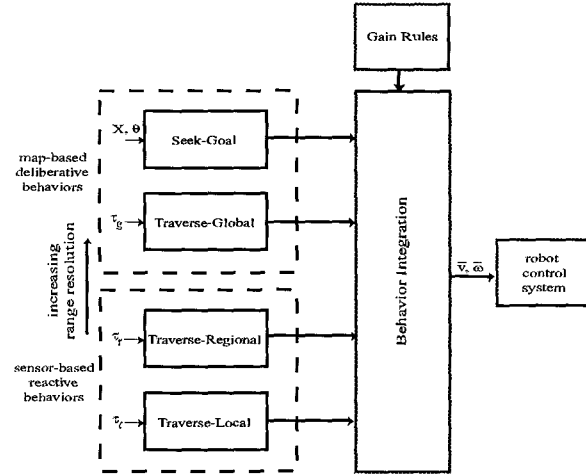 Gain Rules
X, θ
Seek-Goal
map-based
deliberative
behaviors
τg
Traverse-Global
increasing
range resolution
Behavior Integration
v̄, ω̄
robot
control
system
τr
Traverse-Regional
sensor-based
reactive
behaviors
τℓ
Traverse-Local